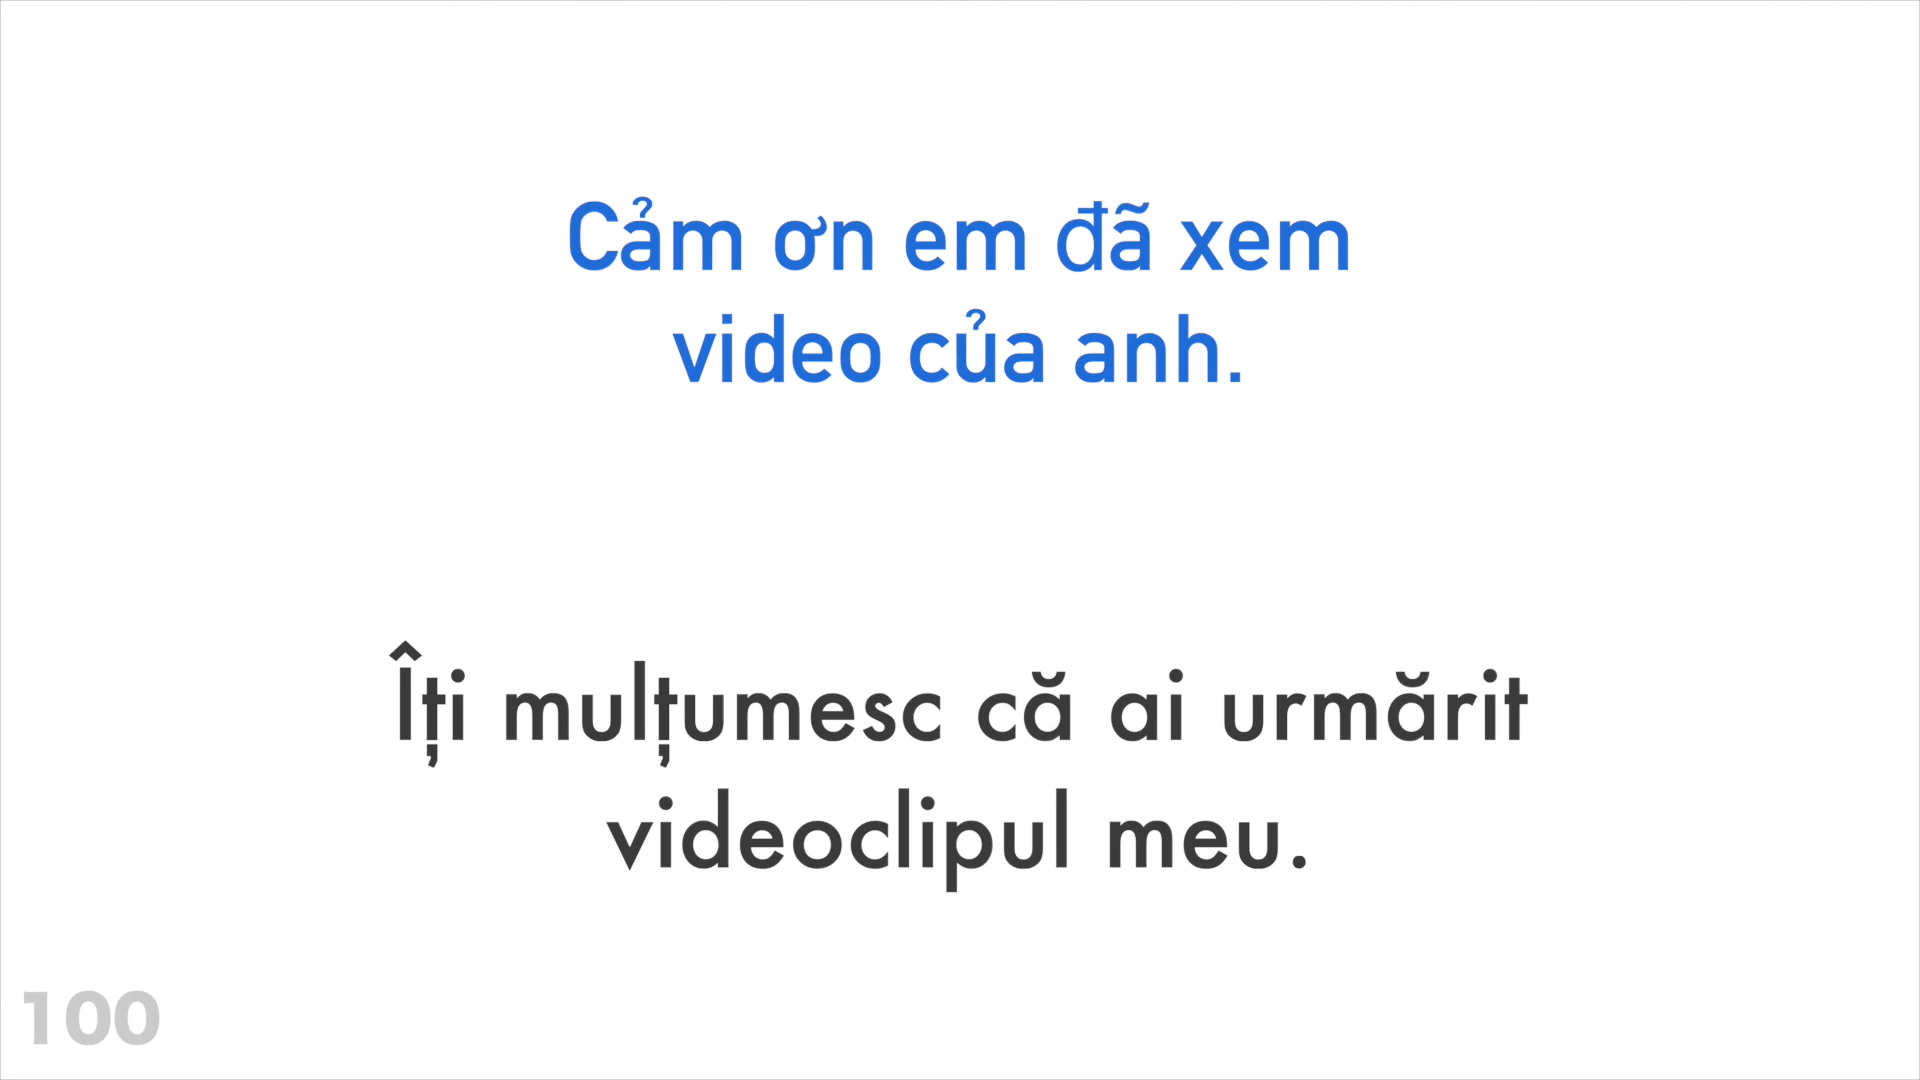 Cảm ơn em đã xem
video của anh.
Îți mulțumesc că ai urmărit
videoclipul meu.
100